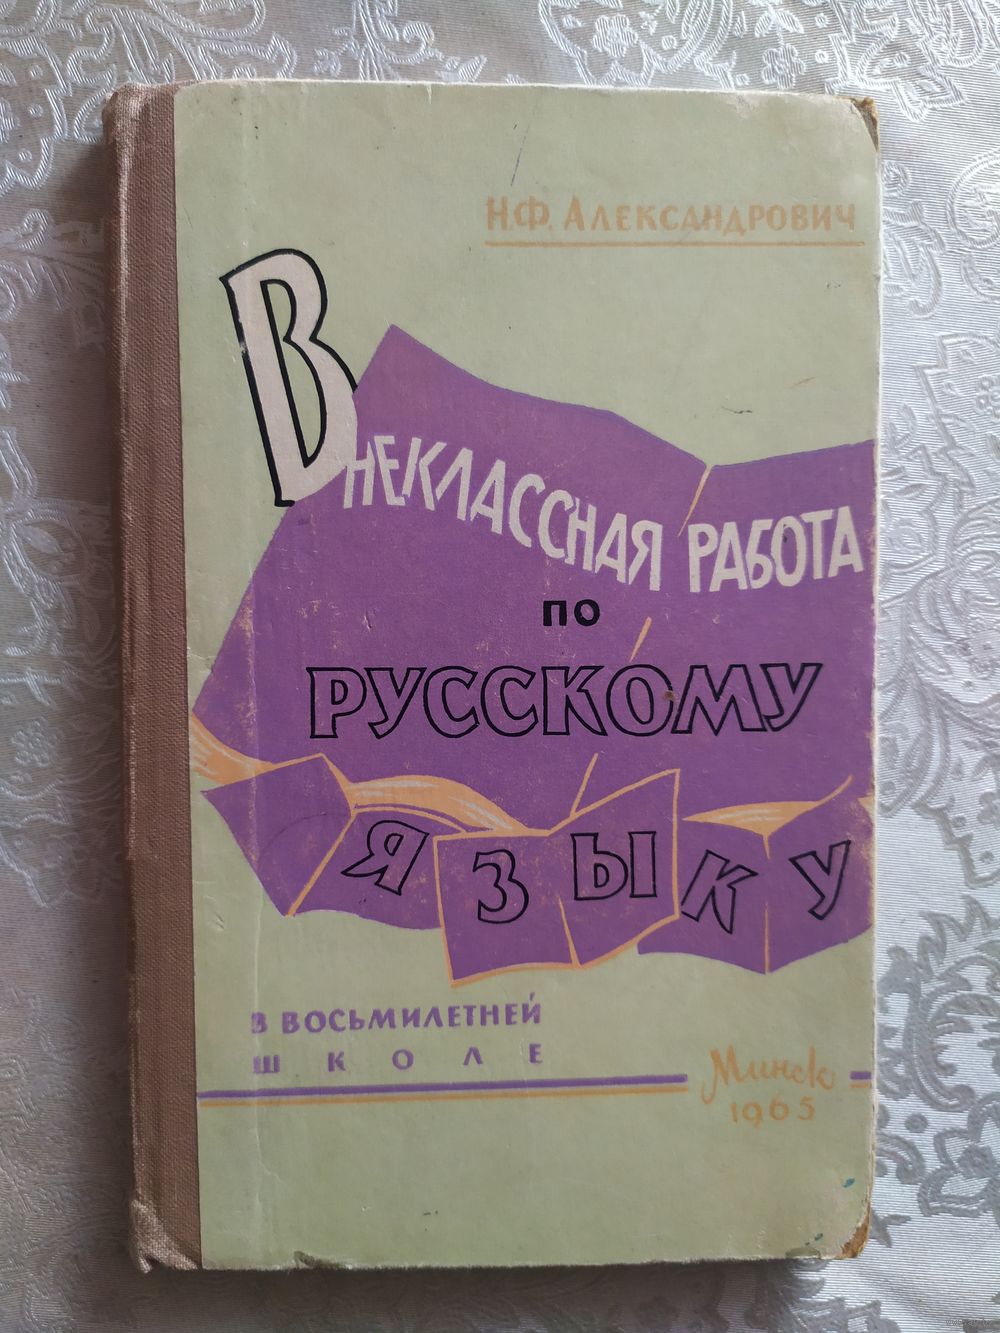 Н.Ф. АЛЕКСАНДРОВИЧ
ВНЕКЛАССНАЯ РАБОТА
ПО
РУССКОМУ
ЯЗЫКУ
В ВОСЬМИЛЕТНЕЙ
ШКОЛЕ
Минск
1965